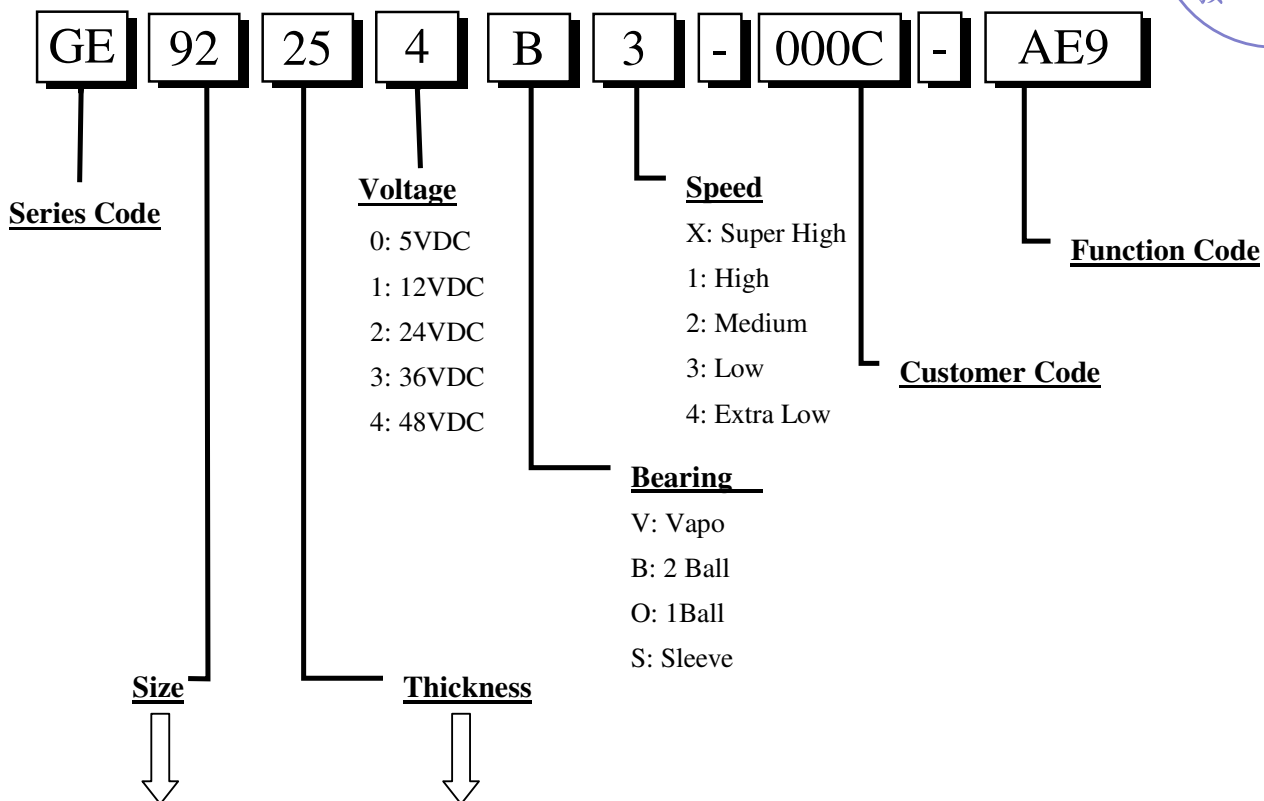 GE 92 25 4 B 3 - 000C - AE9
Series Code
Voltage
0: 5VDC
1: 12VDC
2: 24VDC
3: 36VDC
4: 48VDC
Speed
X: Super High
1: High
2: Medium
3: Low
4: Extra Low
Function Code
Customer Code
Bearing
V: Vapo
B: 2 Ball
O: 1Ball
S: Sleeve
Size
Thickness